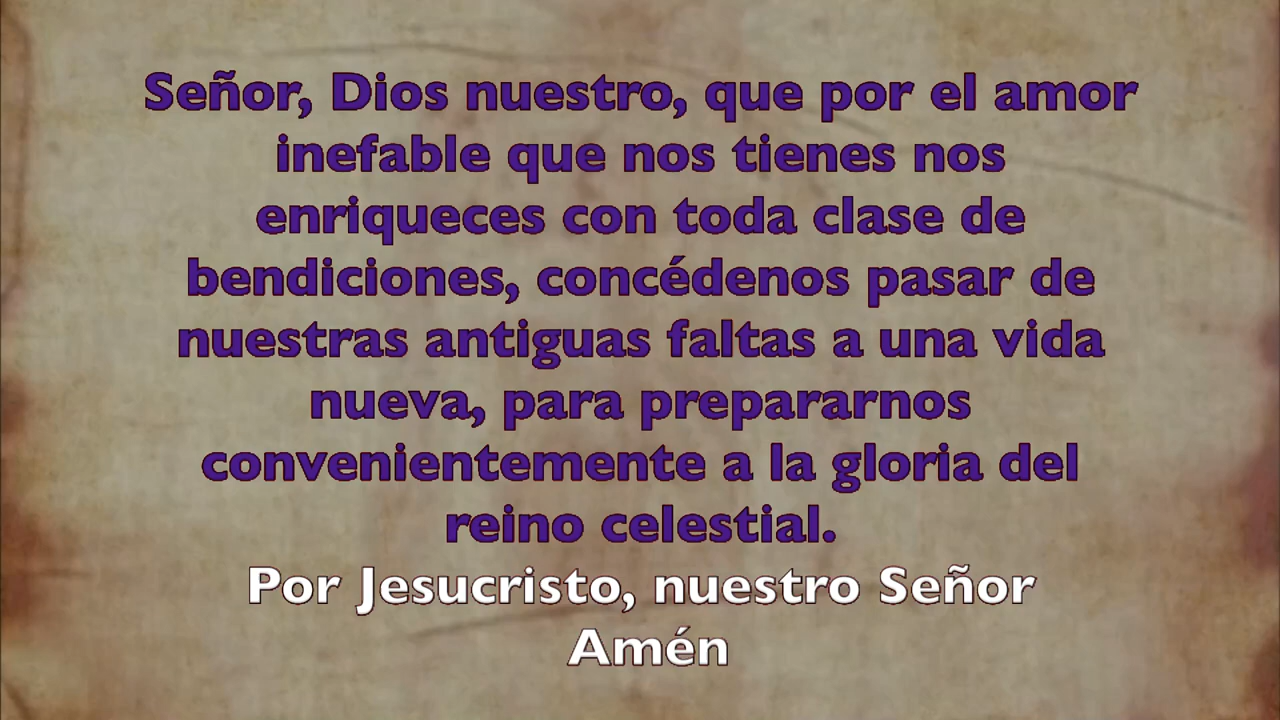 Señor, Dios nuestro, que por el amor
inefable que nos tienes nos
enriqueces con toda clase de
bendiciones, concédenos pasar de
nuestras antiguas faltas a una vida
nueva, para prepararnos
convenientemente a la gloria del
reino celestial.
Por Jesucristo, nuestro Señor
Amén